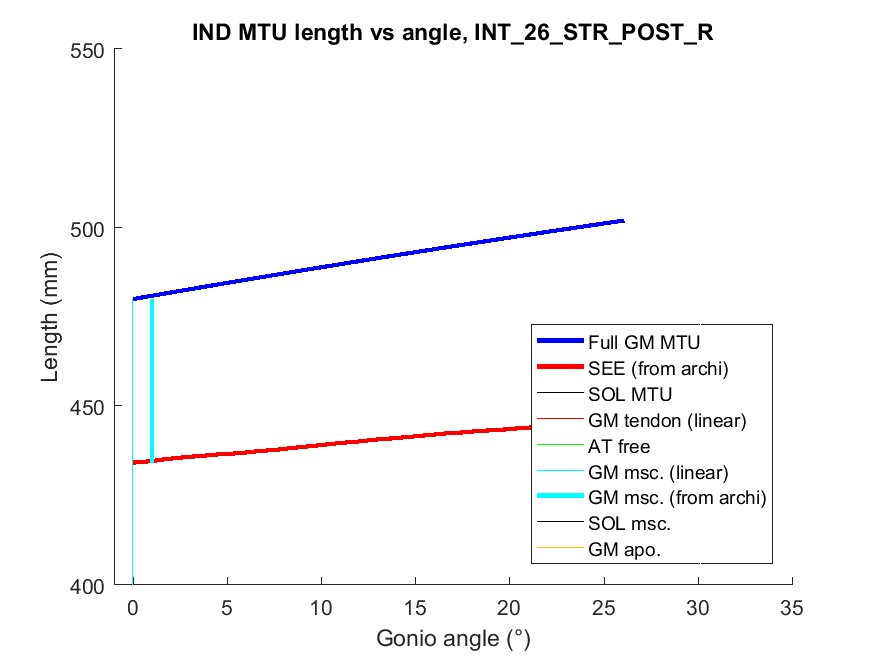 IND MTU length vs angle, INT_26_STR_POST_R
550
500
450
400
Length (mm)
0 5 10 15 20 25 30 35
Gonio angle (°)
Full GM MTU
SEE (from archi)
SOL MTU
GM tendon (linear)
AT free
GM msc. (linear)
GM msc. (from archi)
SOL msc.
GM apo.